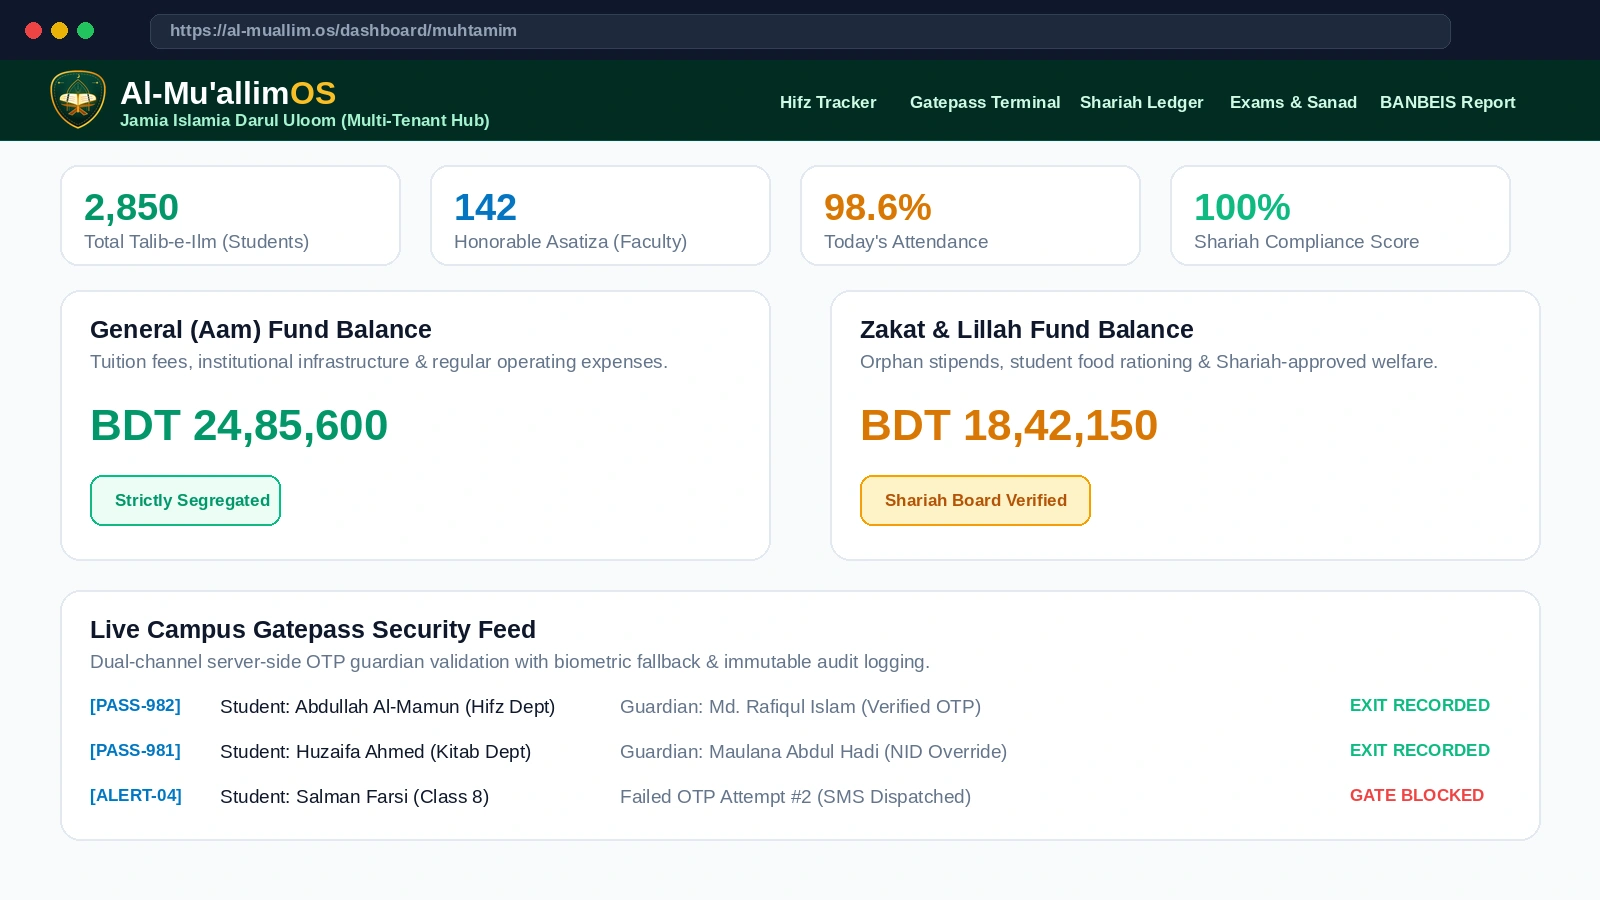 https://al-muallim.os/dashboard/muhtamim
Al-Mu'allimOS
Jamia Islamia Darul Uloom (Multi-Tenant Hub)
Hifz Tracker Gatepass Terminal Shariah Ledger Exams & Sanad BANBEIS Report
2,850
Total Talib-e-Ilm (Students)
142
Honorable Asatiza (Faculty)
98.6%
Today's Attendance
100%
Shariah Compliance Score
General (Aam) Fund Balance
Tuition fees, institutional infrastructure & regular operating expenses.
BDT 24,85,600
Strictly Segregated
Zakat & Lillah Fund Balance
Orphan stipends, student food rationing & Shariah-approved welfare.
BDT 18,42,150
Shariah Board Verified
Live Campus Gatepass Security Feed
Dual-channel server-side OTP guardian validation with biometric fallback & immutable audit logging.
[PASS-982] Student: Abdullah Al-Mamun (Hifz Dept) Guardian: Md. Rafiqul Islam (Verified OTP) EXIT RECORDED
[PASS-981] Student: Huzaifa Ahmed (Kitab Dept) Guardian: Maulana Abdul Hadi (NID Override) EXIT RECORDED
[ALERT-04] Student: Salman Farsi (Class 8) Failed OTP Attempt #2 (SMS Dispatched) GATE BLOCKED